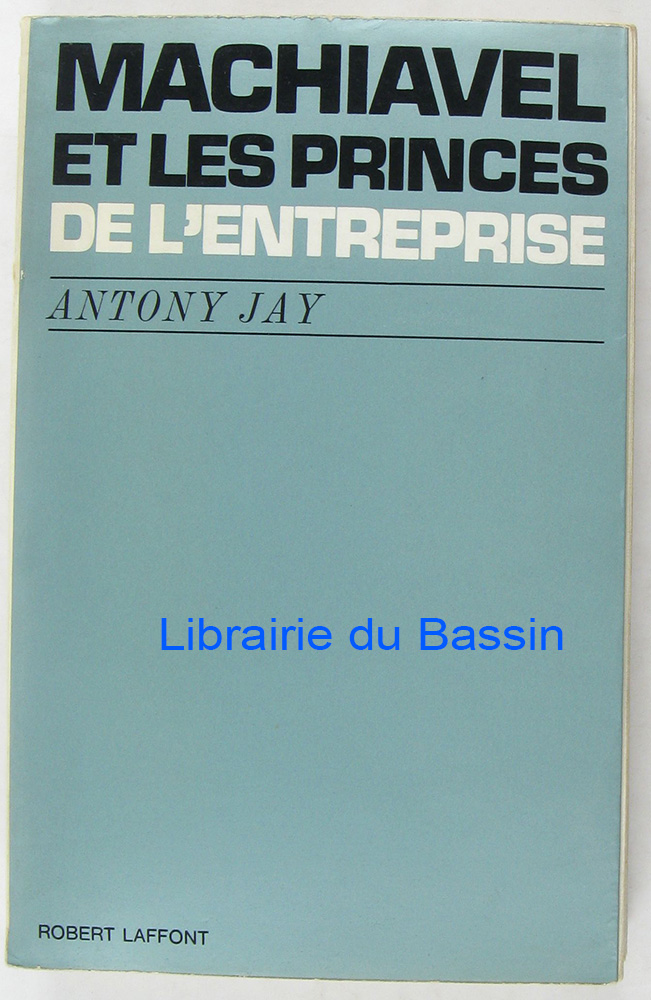 MACHIAVEL
ET LES PRINCES
DE L'ENTREPRISE
ANTONY JAY
Librairie du Bassin
ROBERT LAFFONT